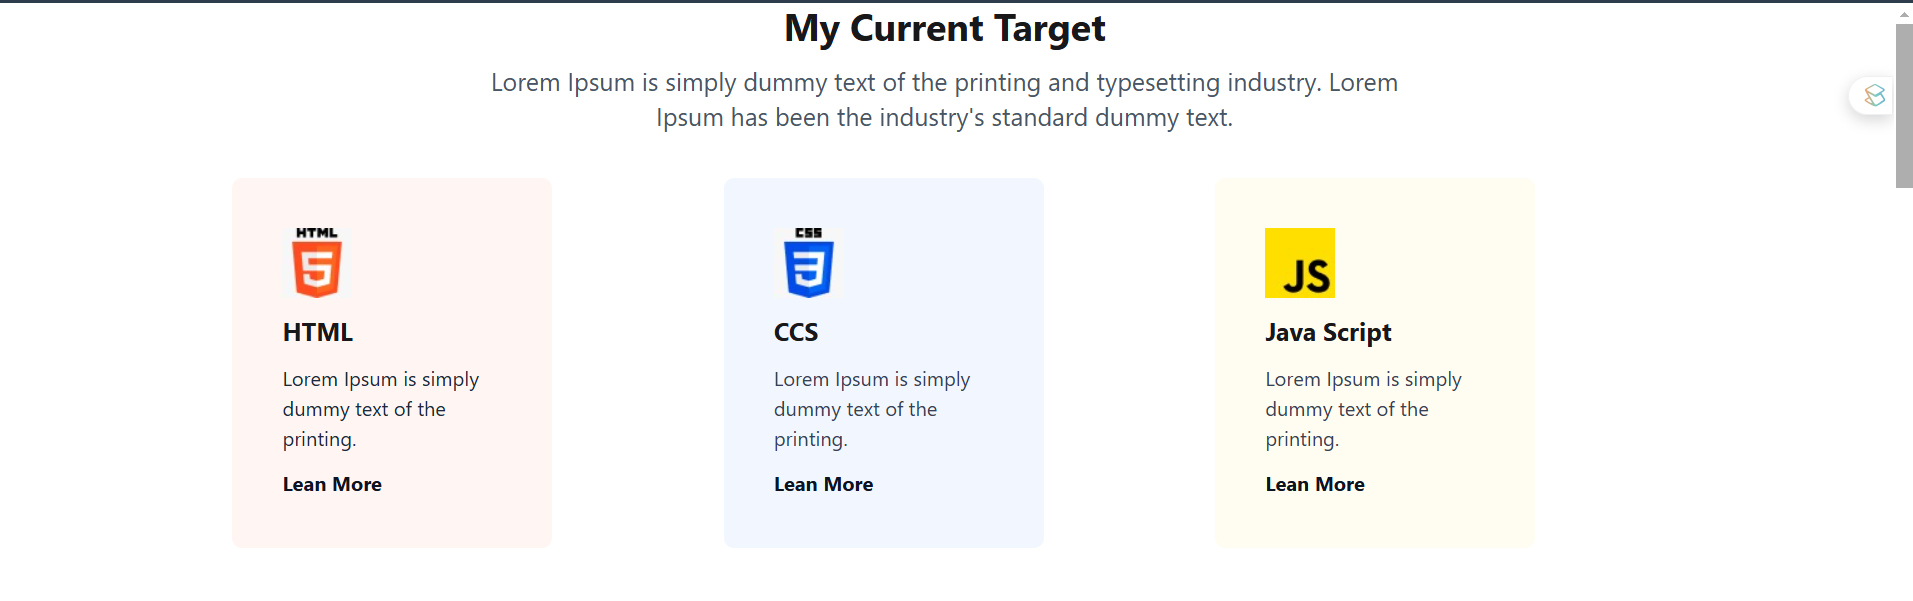 My Current Target
Lorem Ipsum is simply dummy text of the printing and typesetting industry. Lorem
Ipsum has been the industry's standard dummy text.
HTML
5
HTML
Lorem Ipsum is simply
dummy text of the
printing.
Lean More
CSS
3
CCS
Lorem Ipsum is simply
dummy text of the
printing.
Lean More
JS
Java Script
Lorem Ipsum is simply
dummy text of the
printing.
Lean More